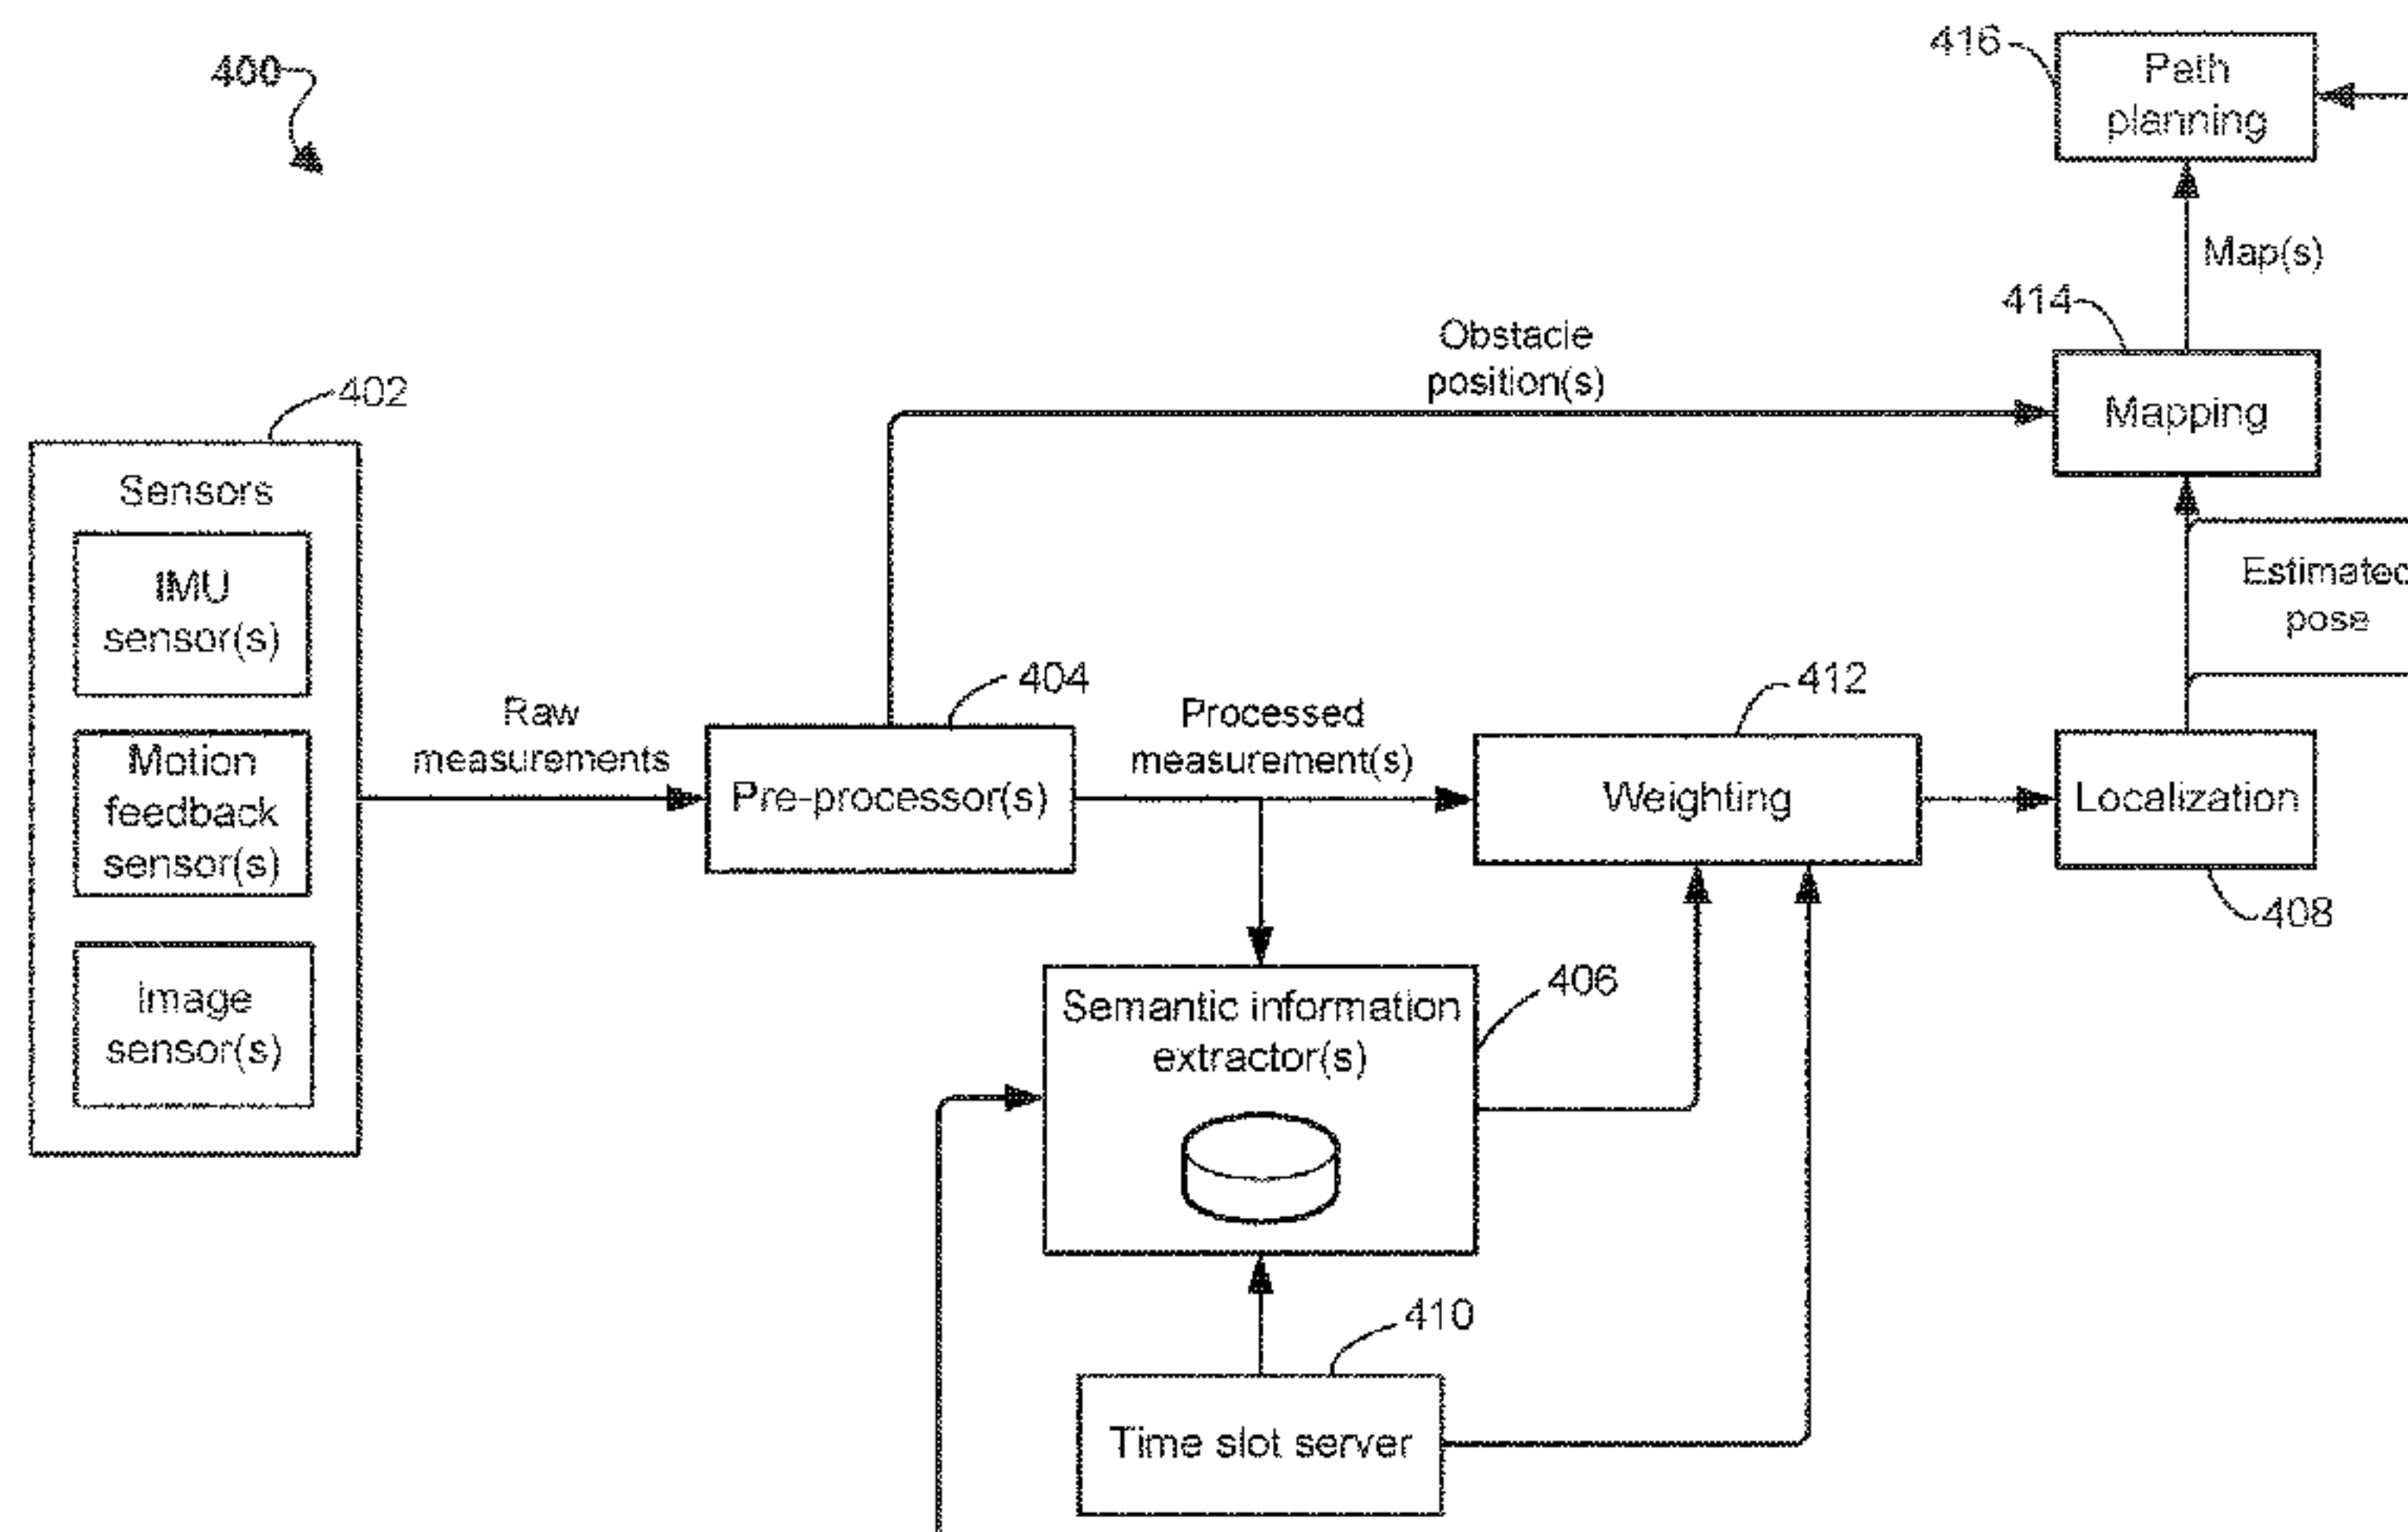 400
416
Path
planning
Map(s)
414
Obstacle
position(s)
Mapping
402
Sensors
IMU
sensor(s)
Estimated
pose
404
412
Raw
measurements
Processed
measurement(s)
Motion
feedback
sensor(s)
Pre-processor(s)
Weighting
Localization
408
Image
sensor(s)
406
Semantic information
extractor(s)
410
Time slot server